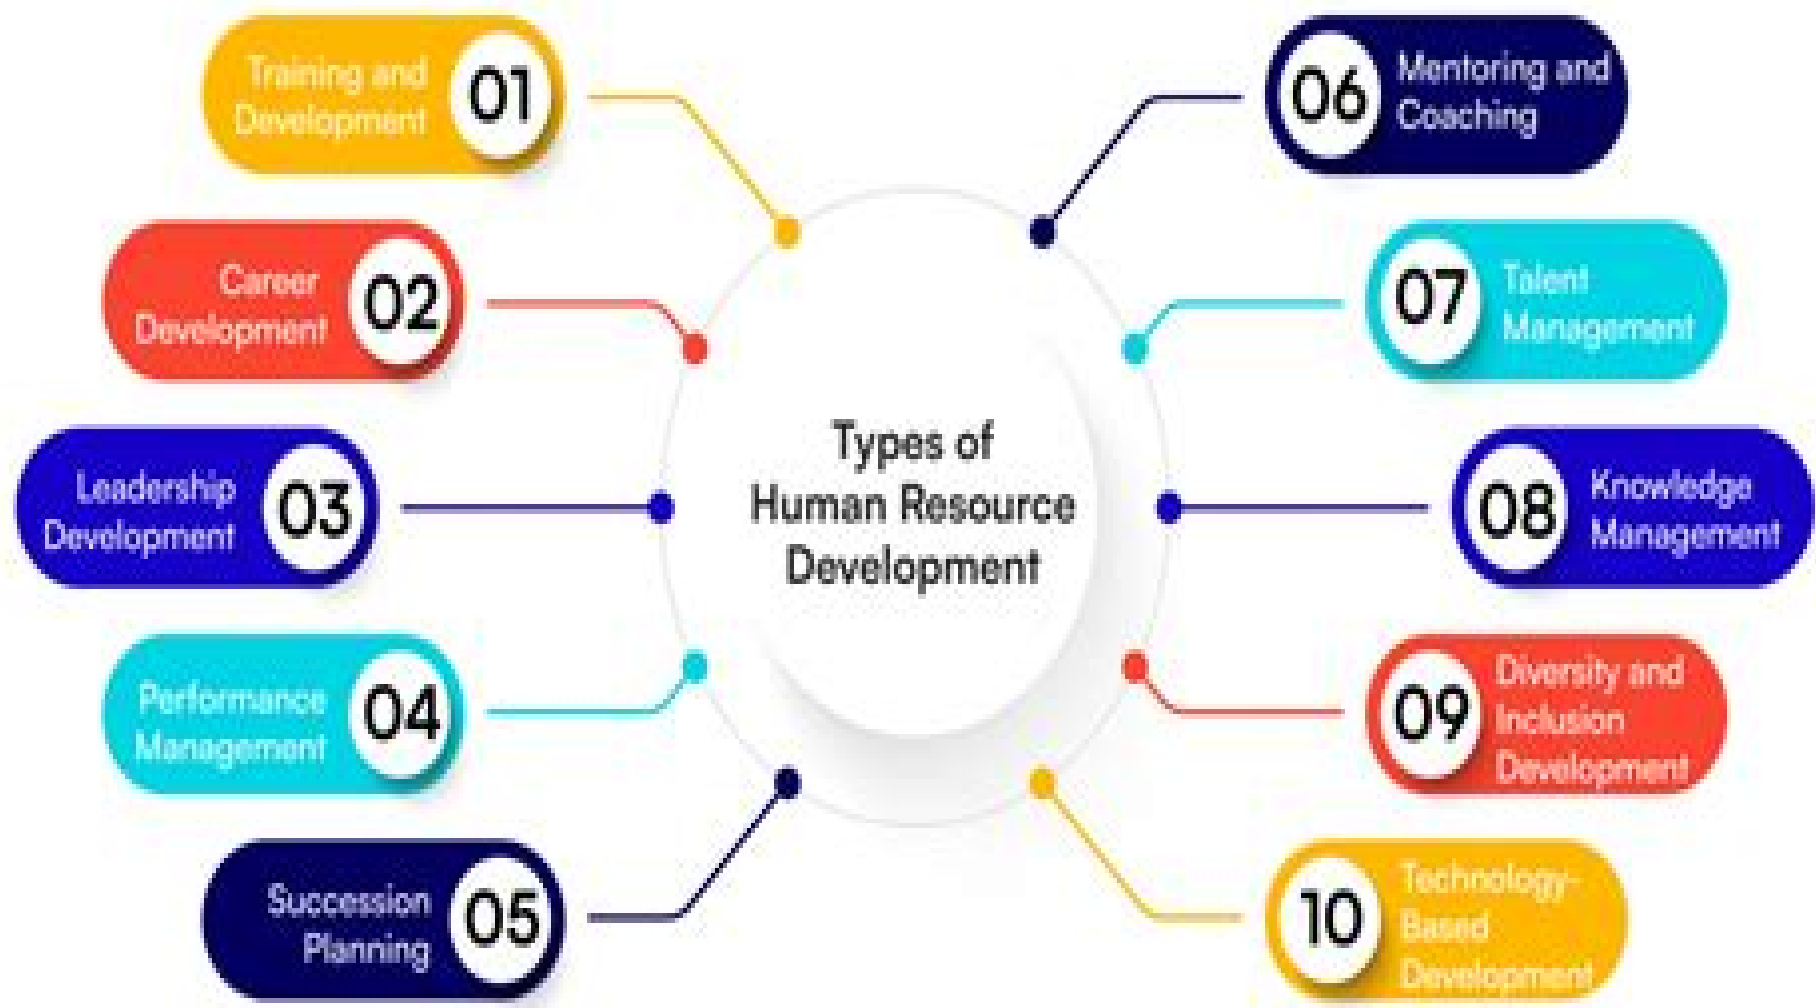 Training and
Development
01
Career
Development
02
Leadership
Development
03
Performance
Management
04
Succession
Planning
05
Types of
Human Resource
Development
06
Mentoring and
Coaching
07
Talent
Management
08
Knowledge
Management
09
Diversity and
Inclusion
Development
10
Technology-
Based
Development